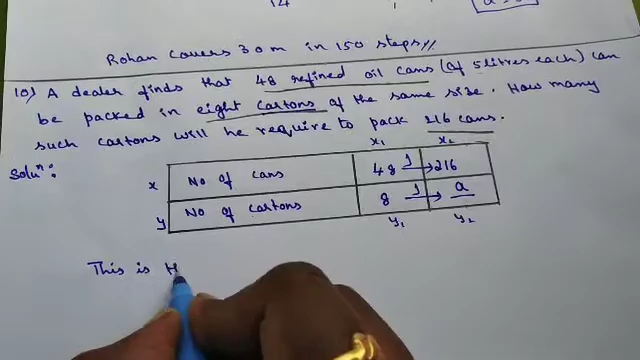 14
Rohan covers 30 m in 150 steps//
10) A dealer finds that 48 refined oil cans (of 5 litres each) can
be packed in eight cartons of the same size. How many
such cartons will he require to pack 216 cans.
Soluⁿ:
x₁ x₂
x No of cans 48 → 216
y No of cartons 8 → a
y₁ y₂
This is